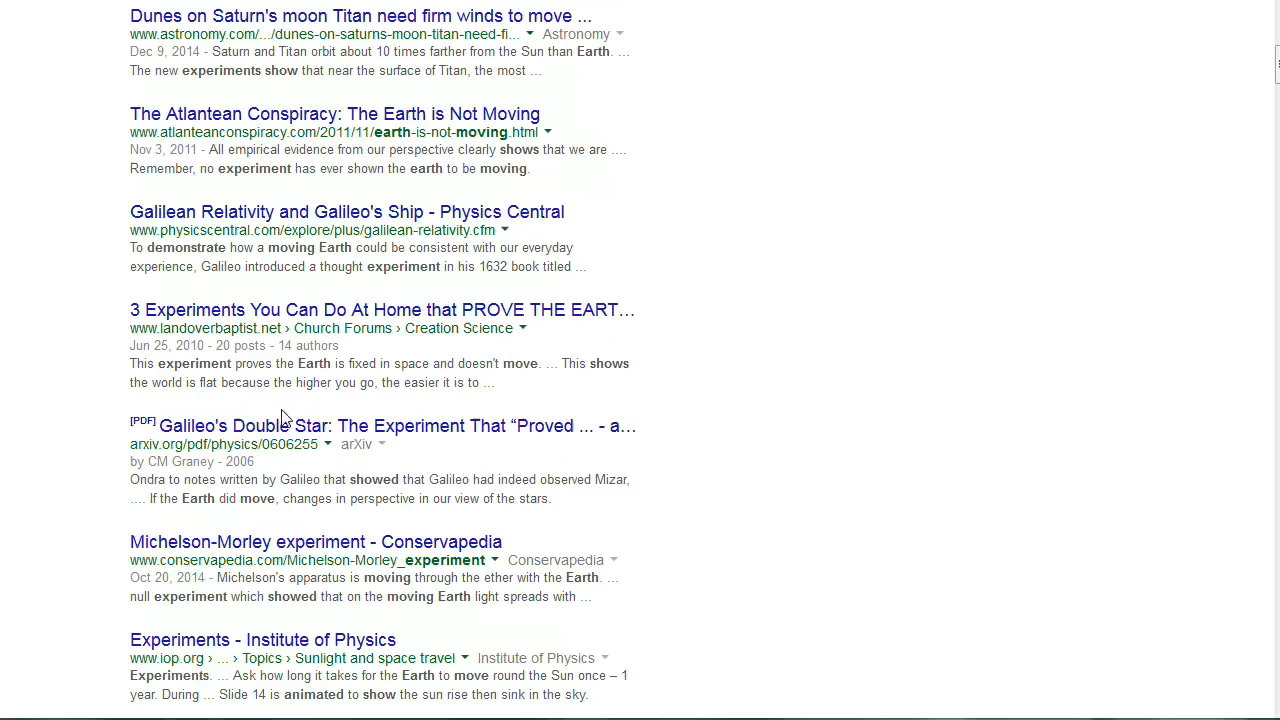 Dunes on Saturn's moon Titan need firm winds to move ...
www.astronomy.com/.../dunes-on-saturns-moon-titan-need-fi... Astronomy
Dec 9, 2014 - Saturn and Titan orbit about 10 times farther from the Sun than Earth. ...
The new experiments show that near the surface of Titan, the most ...
The Atlantean Conspiracy: The Earth is Not Moving
www.atlanteanconspiracy.com/2011/11/earth-is-not-moving.html
Nov 3, 2011 - All empirical evidence from our perspective clearly shows that we are ....
Remember, no experiment has ever shown the earth to be moving.
Galilean Relativity and Galileo's Ship - Physics Central
www.physicscentral.com/explore/plus/galilean-relativity.cfm
To demonstrate how a moving Earth could be consistent with our everyday
experience, Galileo introduced a thought experiment in his 1632 book titled ...
3 Experiments You Can Do At Home that PROVE THE EART...
www.landoverbaptist.net › Church Forums › Creation Science
Jun 25, 2010 - 20 posts - 14 authors
This experiment proves the Earth is fixed in space and doesn't move. ... This shows
the world is flat because the higher you go, the easier it is to ...
[PDF] Galileo's Double Star: The Experiment That “Proved ... - a...
arxiv.org/pdf/physics/0606255 arXiv
by CM Graney - 2006
Ondra to notes written by Galileo that showed that Galileo had indeed observed Mizar,
.... If the Earth did move, changes in perspective in our view of the stars.
Michelson-Morley experiment - Conservapedia
www.conservapedia.com/Michelson-Morley_experiment Conservapedia
Oct 20, 2014 - Michelson's apparatus is moving through the ether with the Earth. ...
null experiment which showed that on the moving Earth light spreads with ...
Experiments - Institute of Physics
www.iop.org › ... › Topics › Sunlight and space travel Institute of Physics
Experiments. ... Ask how long it takes for the Earth to move round the Sun once – 1
year. During ... Slide 14 is animated to show the sun rise then sink in the sky.